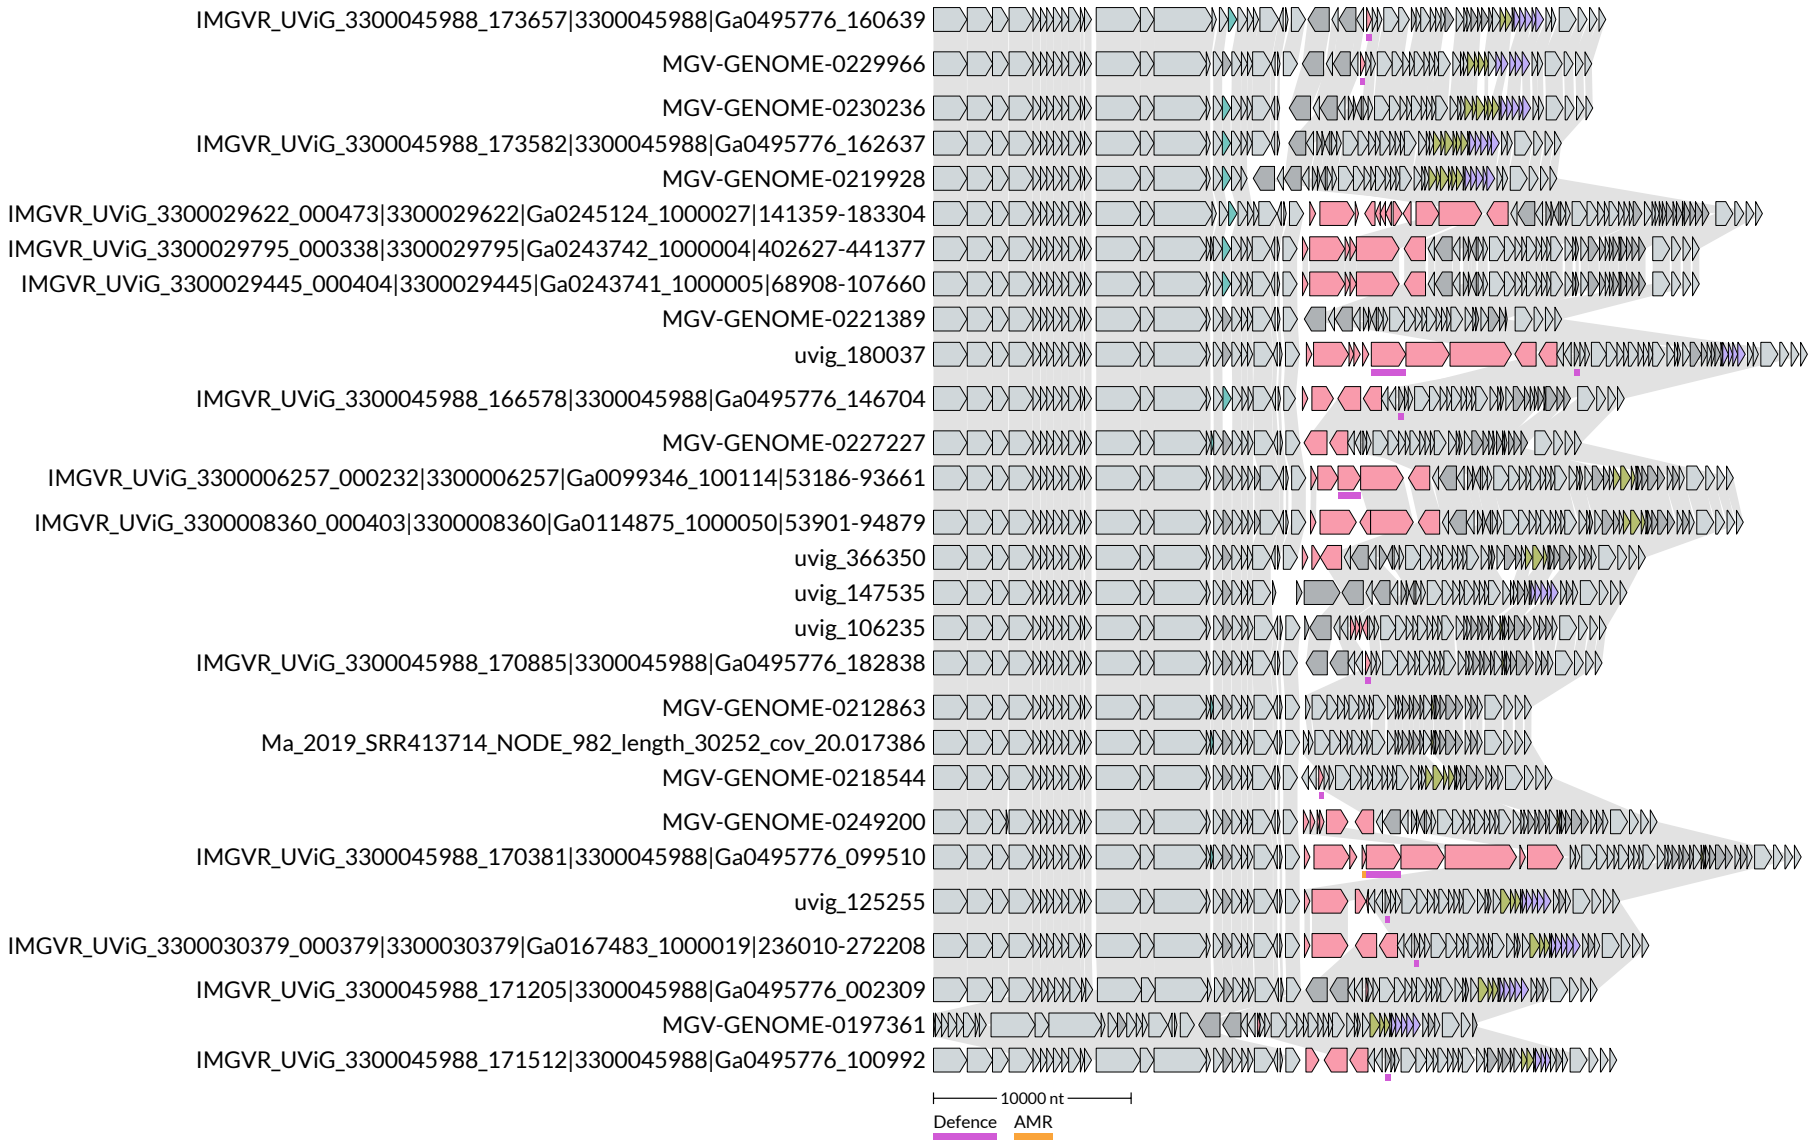 IMGVR_UViG_3300045988_173657|3300045988|Ga0495776_160639
MGV-GENOME-0229966
MGV-GENOME-0230236
IMGVR_UViG_3300045988_173582|3300045988|Ga0495776_162637
MGV-GENOME-0219928
IMGVR_UViG_3300029622_000473|3300029622|Ga0245124_1000027|141359-183304
IMGVR_UViG_3300029795_000338|3300029795|Ga0243742_1000004|402627-441377
IMGVR_UViG_3300029445_000404|3300029445|Ga0243741_1000005|68908-107660
MGV-GENOME-0221389
uvig_180037
IMGVR_UViG_3300045988_166578|3300045988|Ga0495776_146704
MGV-GENOME-0227227
IMGVR_UViG_3300006257_000232|3300006257|Ga0099346_100114|53186-93661
IMGVR_UViG_3300008360_000403|3300008360|Ga0114875_1000050|53901-94879
uvig_366350
uvig_147535
uvig_106235
IMGVR_UViG_3300045988_170885|3300045988|Ga0495776_182838
MGV-GENOME-0212863
Ma_2019_SRR413714_NODE_982_length_30252_cov_20.017386
MGV-GENOME-0218544
MGV-GENOME-0249200
IMGVR_UViG_3300045988_170381|3300045988|Ga0495776_099510
uvig_125255
IMGVR_UViG_3300030379_000379|3300030379|Ga0167483_1000019|236010-272208
IMGVR_UViG_3300045988_171205|3300045988|Ga0495776_002309
MGV-GENOME-0197361
IMGVR_UViG_3300045988_171512|3300045988|Ga0495776_100992
10000 nt
Defence AMR